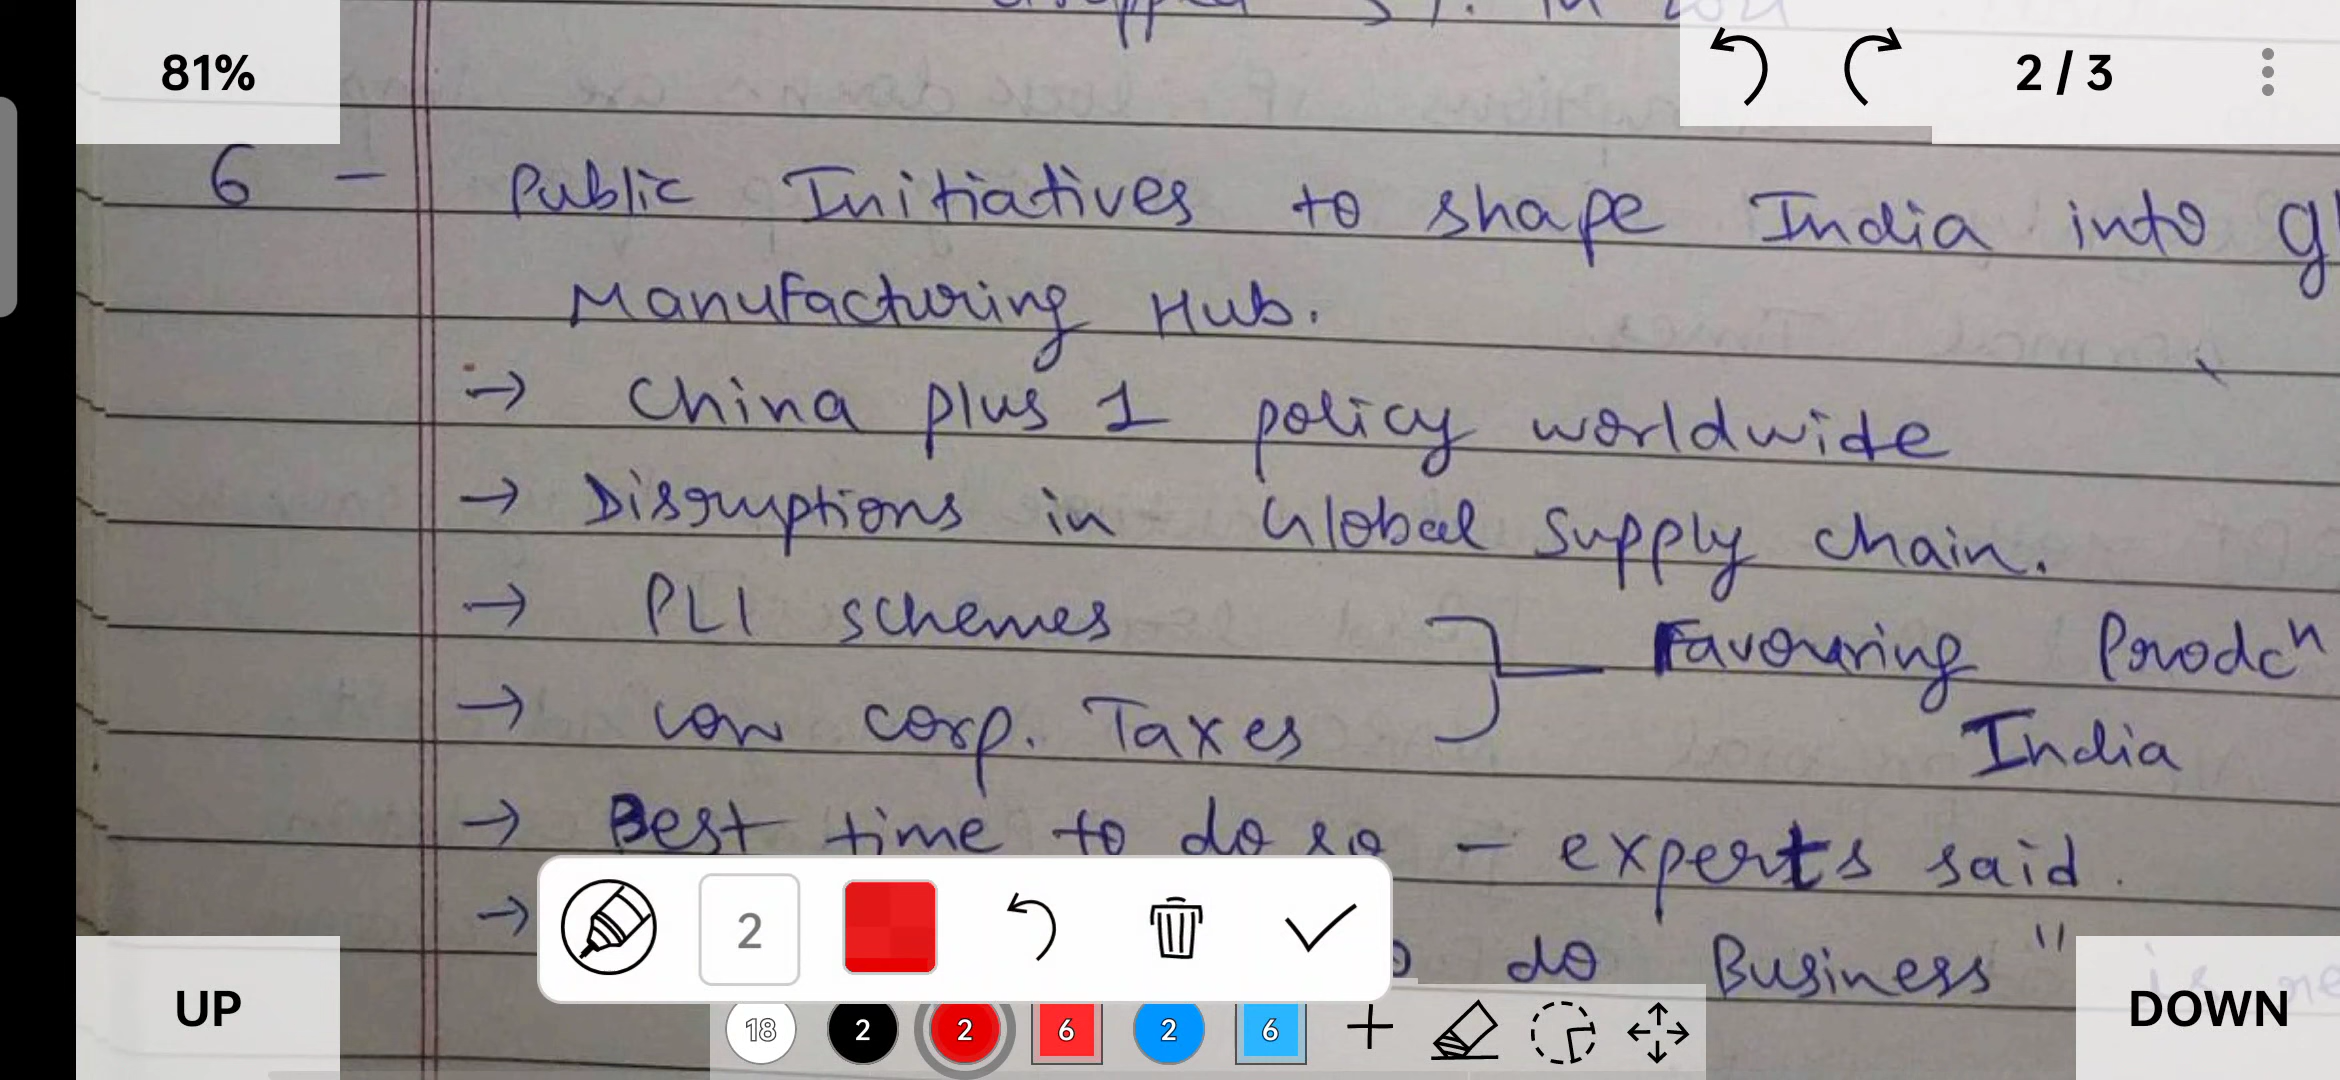 81%
2 / 3
6 - Public Initiatives to shape India into
Manufacturing Hub.
→ China plus 1 policy worldwide
→ Disruptions in Global Supply chain.
→ PLI schemes
Favouring Prodcn
→ Low corp. Taxes
India
→ Best time to do so - experts said.
→
do Business"
UP
DOWN
2
18 2 2 6 2 6